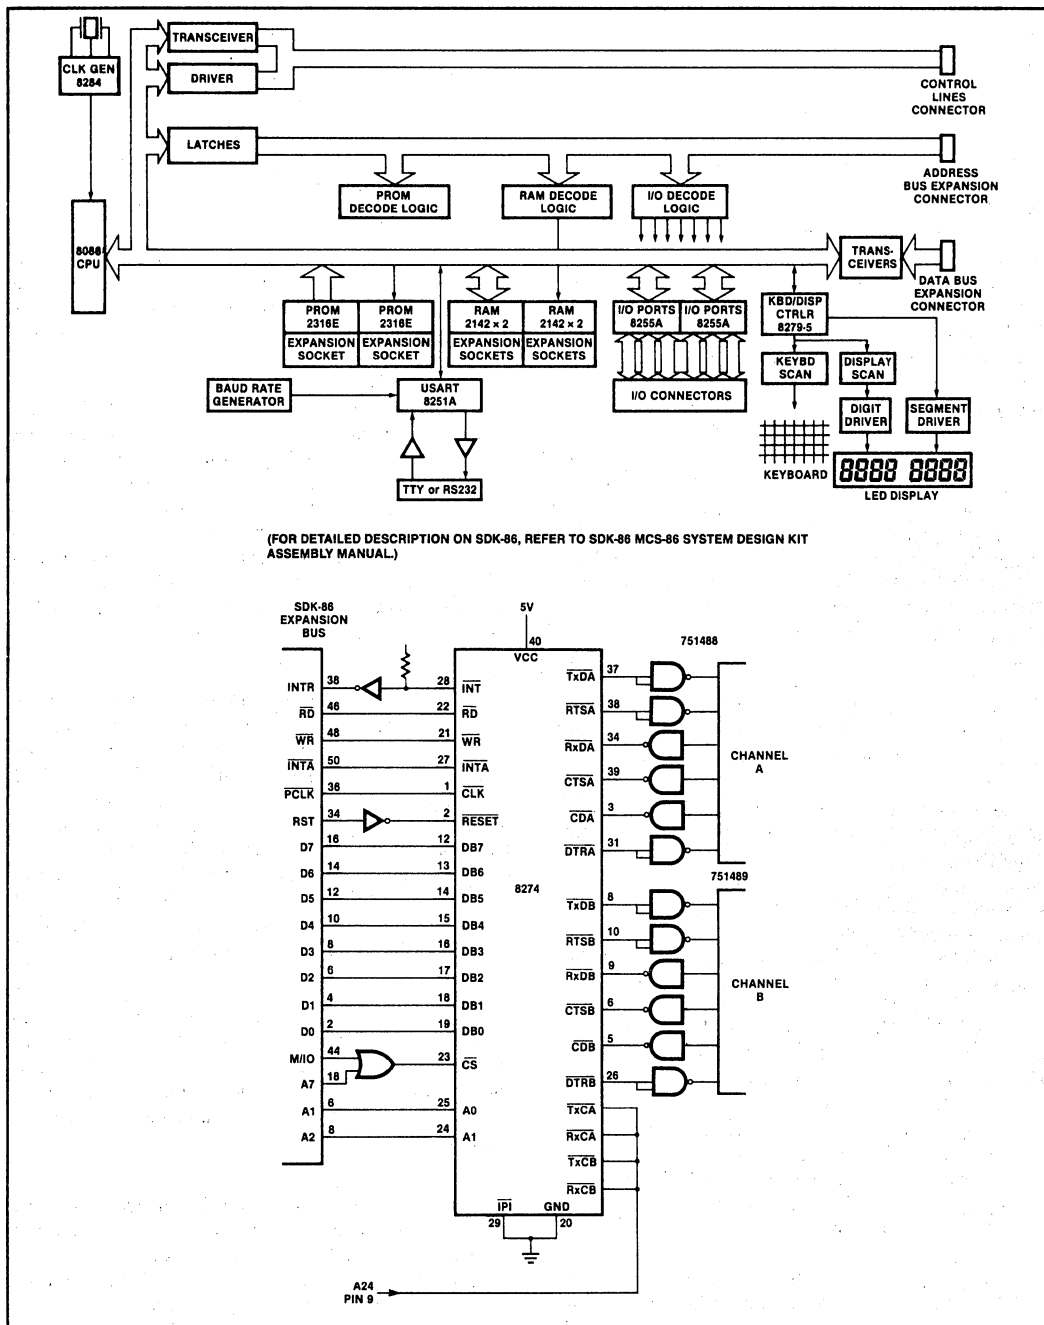 TRANSCEIVER
CLK GEN
8284
DRIVER
CONTROL
LINES
CONNECTOR
LATCHES
ADDRESS
BUS EXPANSION
CONNECTOR
PROM
DECODE LOGIC
RAM DECODE
LOGIC
I/O DECODE
LOGIC
8086
CPU
TRANS-
CEIVERS
DATA BUS
EXPANSION
CONNECTOR
PROM
2316E
PROM
2316E
RAM
2142 × 2
RAM
2142 × 2
I/O PORTS
8255A
I/O PORTS
8255A
KBD/DISP
CTRLR
8279-5
EXPANSION
SOCKET
EXPANSION
SOCKET
EXPANSION
SOCKETS
EXPANSION
SOCKETS
KEYBD
SCAN
DISPLAY
SCAN
BAUD RATE
GENERATOR
USART
8251A
I/O CONNECTORS
DIGIT
DRIVER
SEGMENT
DRIVER
TTY or RS232
KEYBOARD
8888 8888
LED DISPLAY
(FOR DETAILED DESCRIPTION ON SDK-86, REFER TO SDK-86 MCS-86 SYSTEM DESIGN KIT
ASSEMBLY MANUAL.)
SDK-86
EXPANSION
BUS
5V
40
VCC
751488
INTR 38 28 INT
RD 46 22 RD
WR 48 21 WR
INTA 50 27 INTA
PCLK 36 1 CLK
RST 34 2 RESET
D7 16 12 DB7
D6 14 13 DB6
D5 12 14 DB5
D4 10 15 DB4
D3 8 16 DB3
D2 6 17 DB2
D1 4 18 DB1
D0 2 19 DB0
M/IO 44 23 CS
A7 18
A1 6 25 A0
A2 8 24 A1
8274
TxDA 37
RTSA 38
RxDA 34
CTSA 39
CDA 3
DTRA 31
CHANNEL
A
751489
TxDB 8
RTSB 10
RxDB 9
CTSB 6
CDB 5
DTRB 26
CHANNEL
B
TxCA
RxCA
TxCB
RxCB
IPI
29
GND
20
A24
PIN 9